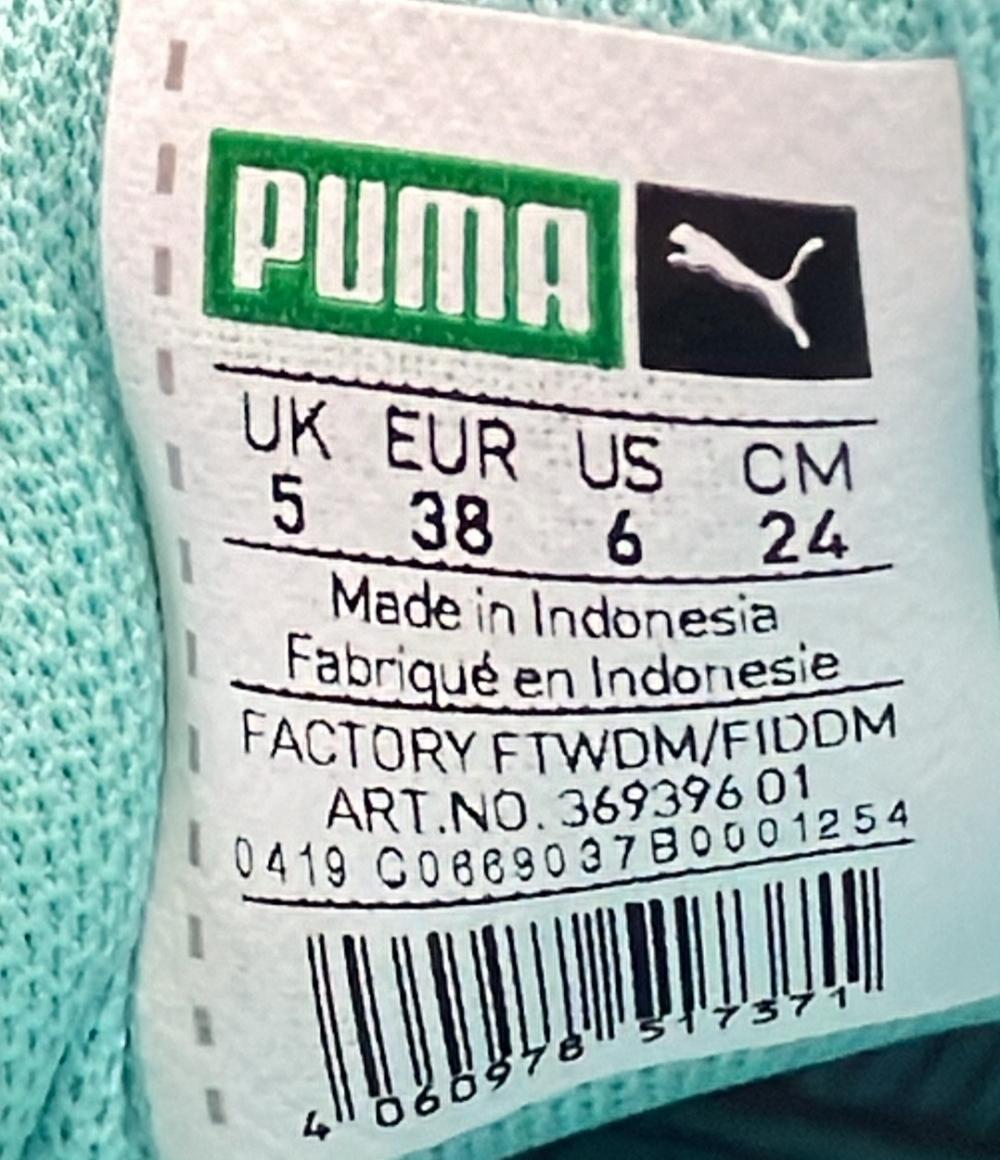 PUMA
UK EUR US CM
5 38 6 24
Made in Indonesia
Fabriqué en Indonesie
FACTORY FTWDM/FIDDM
ART.NO. 369396 01
0419 C0669037B0001254
4 060978 517371